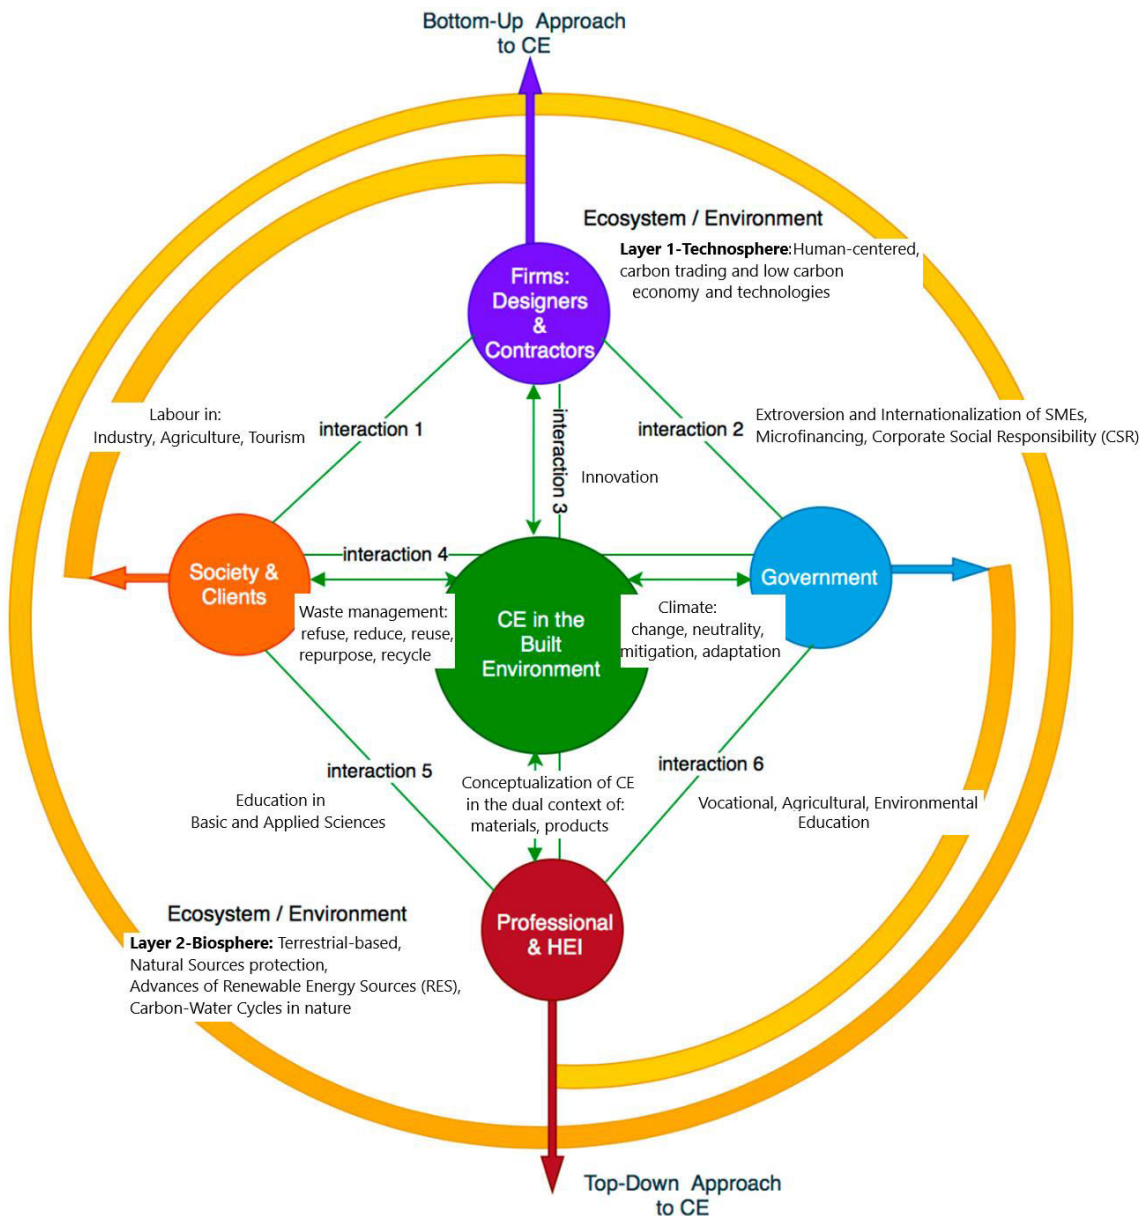 Bottom-Up Approach
to CE
Ecosystem / Environment
Layer 1-Technosphere:Human-centered,
carbon trading and low carbon
economy and technologies
Firms:
Designers
&
Contractors
Labour in:
Industry, Agriculture, Tourism
interaction 1
interaction 2
Extroversion and Internationalization of SMEs,
Microfinancing, Corporate Social Responsibility (CSR)
interaction 3
Innovation
interaction 4
Society &
Clients
Government
Waste management:
refuse, reduce, reuse,
repurpose, recycle
CE in the
Built
Environment
Climate:
change, neutrality,
mitigation, adaptation
interaction 5
interaction 6
Education in
Basic and Applied Sciences
Conceptualization of CE
in the dual context of:
materials, products
Vocational, Agricultural, Environmental
Education
Ecosystem / Environment
Layer 2-Biosphere: Terrestrial-based,
Natural Sources protection,
Advances of Renewable Energy Sources (RES),
Carbon-Water Cycles in nature
Professional
& HEI
Top-Down Approach
to CE